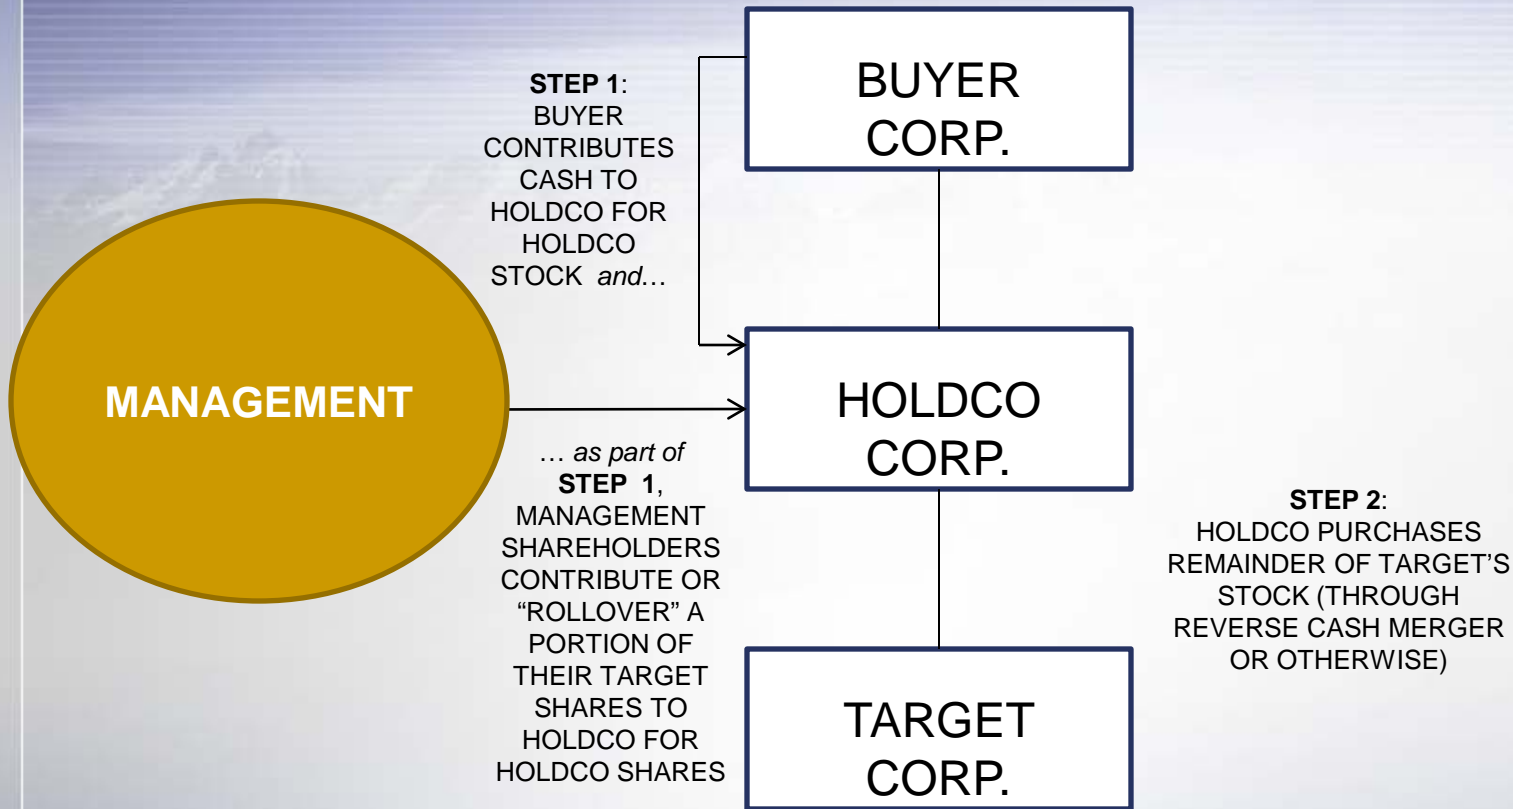 STEP 1:
BUYER
CONTRIBUTES
CASH TO
HOLDCO FOR
HOLDCO
STOCK and…
BUYER
CORP.
MANAGEMENT
HOLDCO
CORP.
… as part of
STEP 1,
MANAGEMENT
SHAREHOLDERS
CONTRIBUTE OR
“ROLLOVER” A
PORTION OF
THEIR TARGET
SHARES TO
HOLDCO FOR
HOLDCO SHARES
STEP 2:
HOLDCO PURCHASES
REMAINDER OF TARGET’S
STOCK (THROUGH
REVERSE CASH MERGER
OR OTHERWISE)
TARGET
CORP.